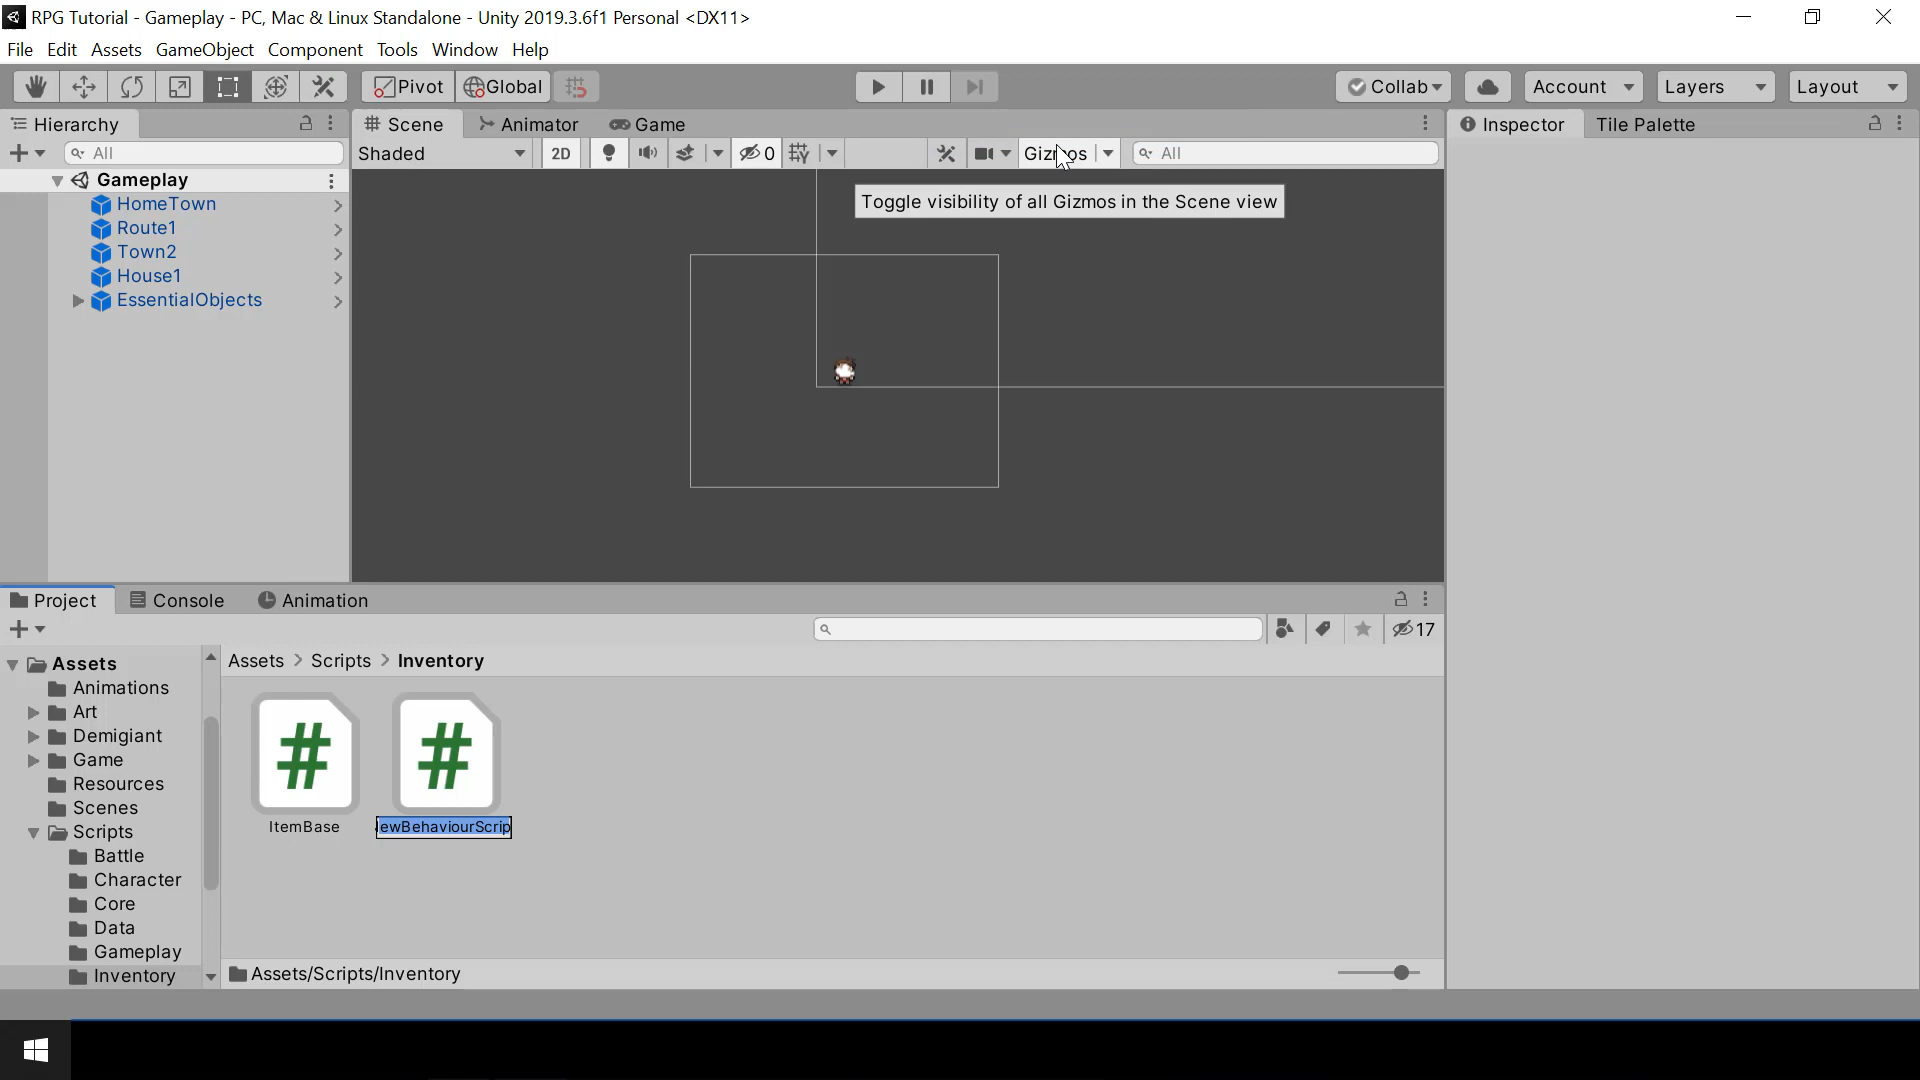 RPG Tutorial - Gameplay - PC, Mac & Linux Standalone - Unity 2019.3.6f1 Personal <DX11>
File Edit Assets GameObject Component Tools Window Help
Pivot Global Collab Account Layers Layout
Hierarchy Scene Animator Game Inspector Tile Palette
All Shaded 2D 0 Gizmos All
Gameplay
Toggle visibility of all Gizmos in the Scene view
HomeTown
Route1
Town2
House1
EssentialObjects
Project Console Animation
17
Assets Assets > Scripts > Inventory
Animations
Art
Demigiant
Game
Resources
Scenes
Scripts
Battle
Character
Core
Data
Gameplay
Inventory
ItemBase ewBehaviourScrip
Assets/Scripts/Inventory